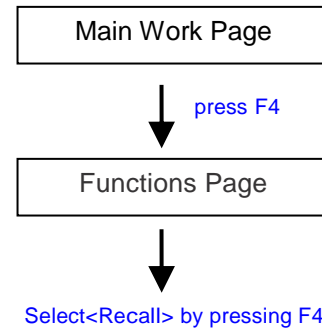 Main Work Page
press F4
Functions Page
Select<Recall> by pressing F4